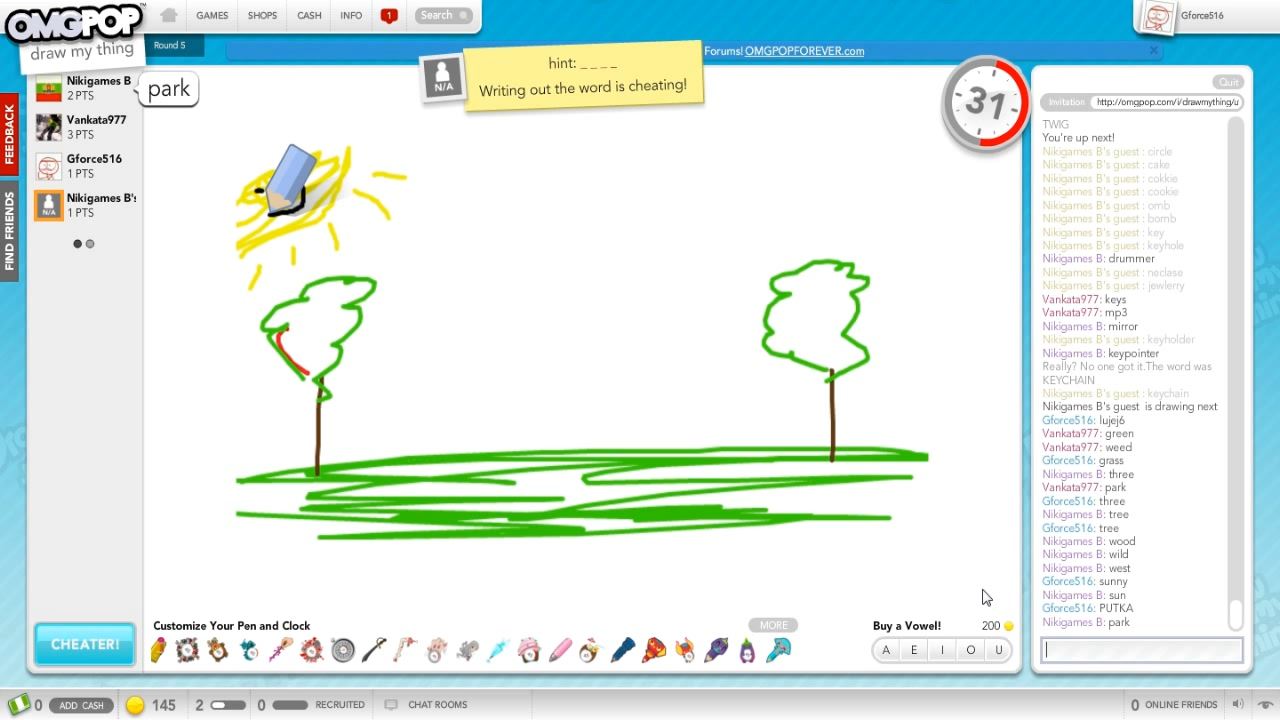 OMGPOP
TM
GAMES SHOPS CASH INFO 1 Search
Gforce516
draw my thing
Round 5
Forums! OMGPOPFOREVER.com
hint: _ _ _ _
Writing out the word is cheating!
N/A
31
FEEDBACK
FIND FRIENDS
Nikigames B
2 PTS
park
Vankata977
3 PTS
Gforce516
1 PTS
Nikigames B's
1 PTS
N/A
Quit
Invitation http://omgpop.com/i/drawmything/u
TWIG
You're up next!
Nikigames B's guest : circle
Nikigames B's guest : cake
Nikigames B's guest : cokkie
Nikigames B's guest : cookie
Nikigames B's guest : omb
Nikigames B's guest : bomb
Nikigames B's guest : key
Nikigames B's guest : keyhole
Nikigames B: drummer
Nikigames B's guest : neclase
Nikigames B's guest : jewlerry
Vankata977: keys
Vankata977: mp3
Nikigames B: mirror
Nikigames B's guest : keyholder
Nikigames B: keypointer
Really? No one got it.The word was
KEYCHAIN
Nikigames B's guest : keychain
Nikigames B's guest  is drawing next
Gforce516: lujej6
Vankata977: green
Vankata977: weed
Gforce516: grass
Nikigames B: three
Vankata977: park
Gforce516: three
Nikigames B: tree
Gforce516: tree
Nikigames B: wood
Nikigames B: wild
Nikigames B: west
Gforce516: sunny
Nikigames B: sun
Gforce516: PUTKA
Nikigames B: park
Customize Your Pen and Clock
MORE
Buy a Vowel! 200
A E I O U
CHEATER!
0 ADD CASH 145 2 0 RECRUITED CHAT ROOMS
0 ONLINE FRIENDS